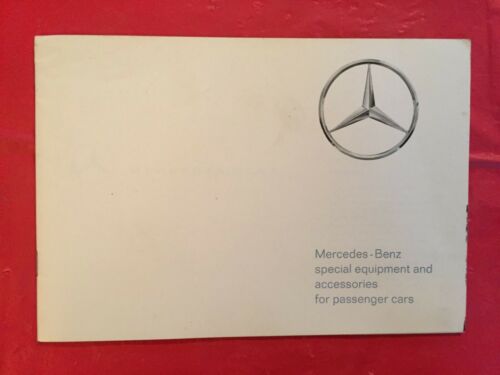 Mercedes-Benz
special equipment and
accessories
for passenger cars